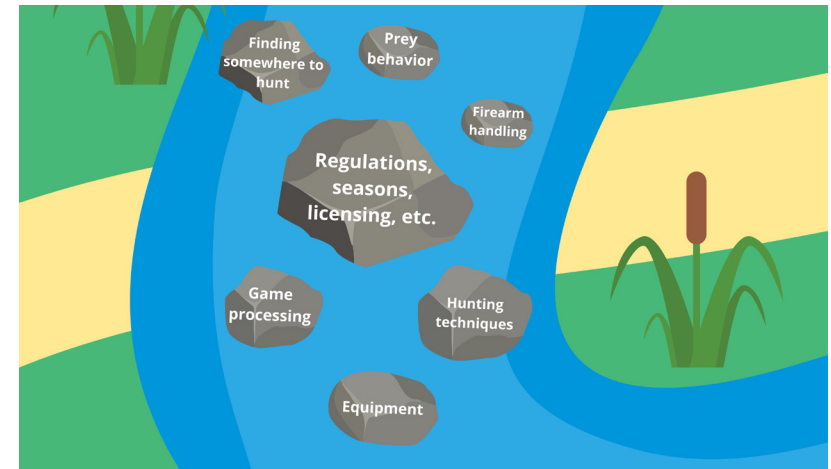 Finding
somewhere to
hunt
Prey
behavior
Firearm
handling
Regulations,
seasons,
licensing, etc.
Game
processing
Hunting
techniques
Equipment